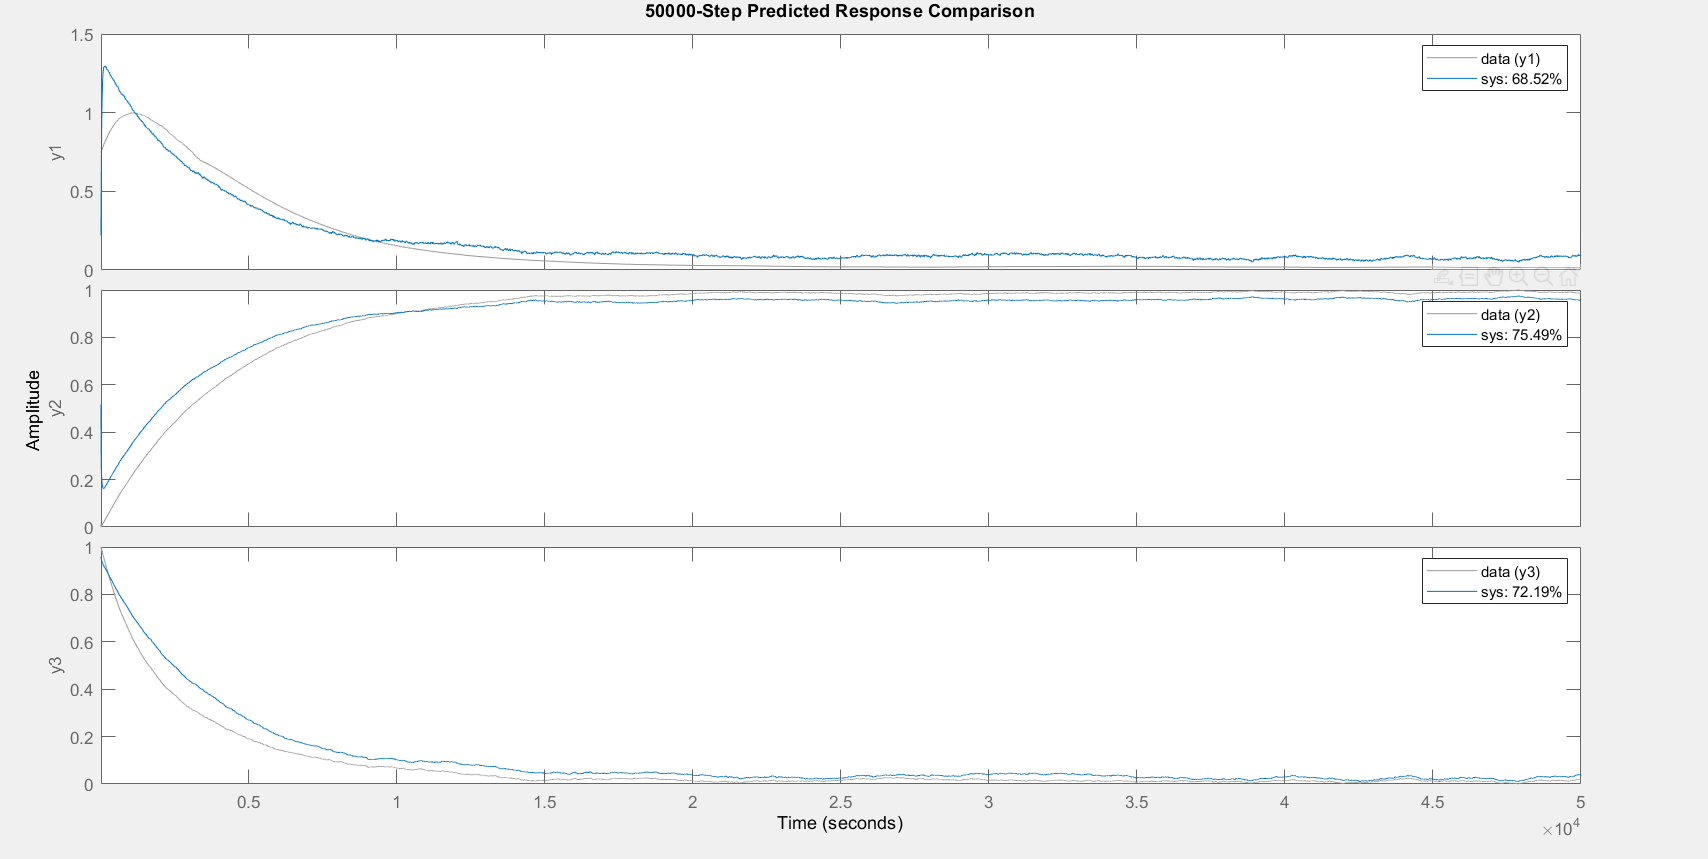 50000-Step Predicted Response Comparison
1.5
1
0.5
0
y1
data (y1)
sys: 68.52%
1
0.8
0.6
0.4
0.2
0
Amplitude
y2
data (y2)
sys: 75.49%
1
0.8
0.6
0.4
0.2
0
y3
data (y3)
sys: 72.19%
0.5
1
1.5
2
2.5
3
3.5
4
4.5
5
Time (seconds)
×10⁴